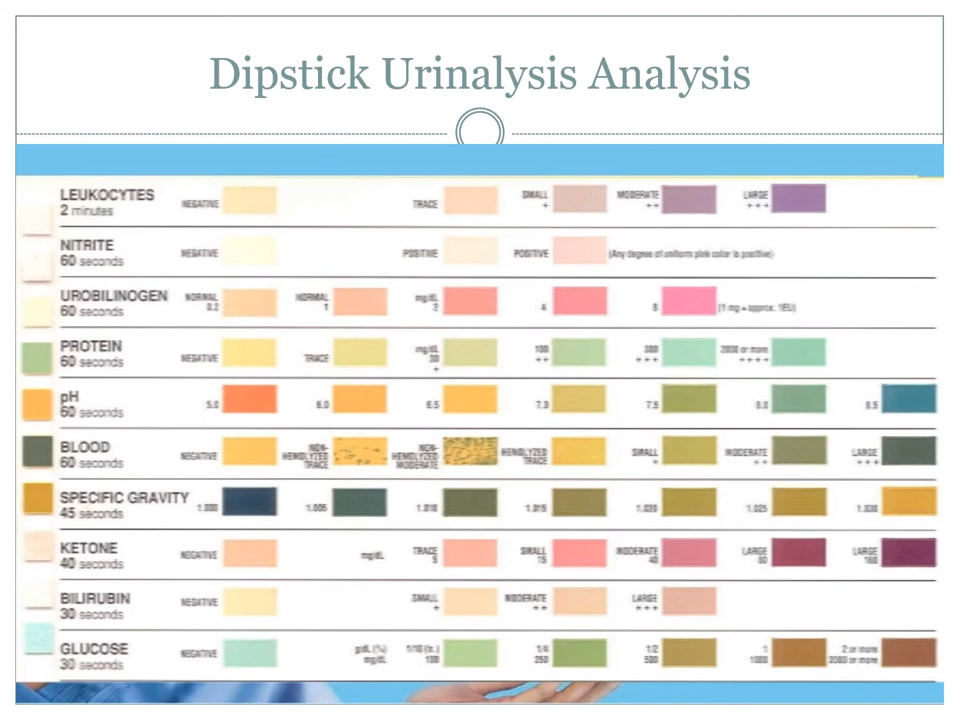 Dipstick Urinalysis Analysis
LEUKOCYTES
2 minutes
NEGATIVE
TRACE
SMALL
+
MODERATE
++
LARGE
+++
NITRITE
60 seconds
NEGATIVE
POSITIVE
POSITIVE
(Any degree of uniform pink color is positive)
UROBILINOGEN
60 seconds
NORMAL
0.2
NORMAL
1
mg/dL
2
4
8
(1 mg = approx. 1EU)
PROTEIN
60 seconds
NEGATIVE
TRACE
mg/dL
30
+
100
++
300
+++
2000 or more
++++
pH
60 seconds
5.0
6.0
6.5
7.0
7.5
8.0
8.5
BLOOD
60 seconds
NEGATIVE
NON-
HEMOLYZED
TRACE
NON-
HEMOLYZED
MODERATE
HEMOLYZED
TRACE
SMALL
+
MODERATE
++
LARGE
+++
SPECIFIC GRAVITY
45 seconds
1.000
1.005
1.010
1.015
1.020
1.025
1.030
KETONE
40 seconds
NEGATIVE
mg/dL
TRACE
5
SMALL
15
MODERATE
40
LARGE
80
LARGE
160
BILIRUBIN
30 seconds
NEGATIVE
SMALL
+
MODERATE
++
LARGE
+++
GLUCOSE
30 seconds
NEGATIVE
g/dL (%)
mg/dL
1/10 (tr.)
100
1/4
250
1/2
500
1
1000
2 or more
2000 or more